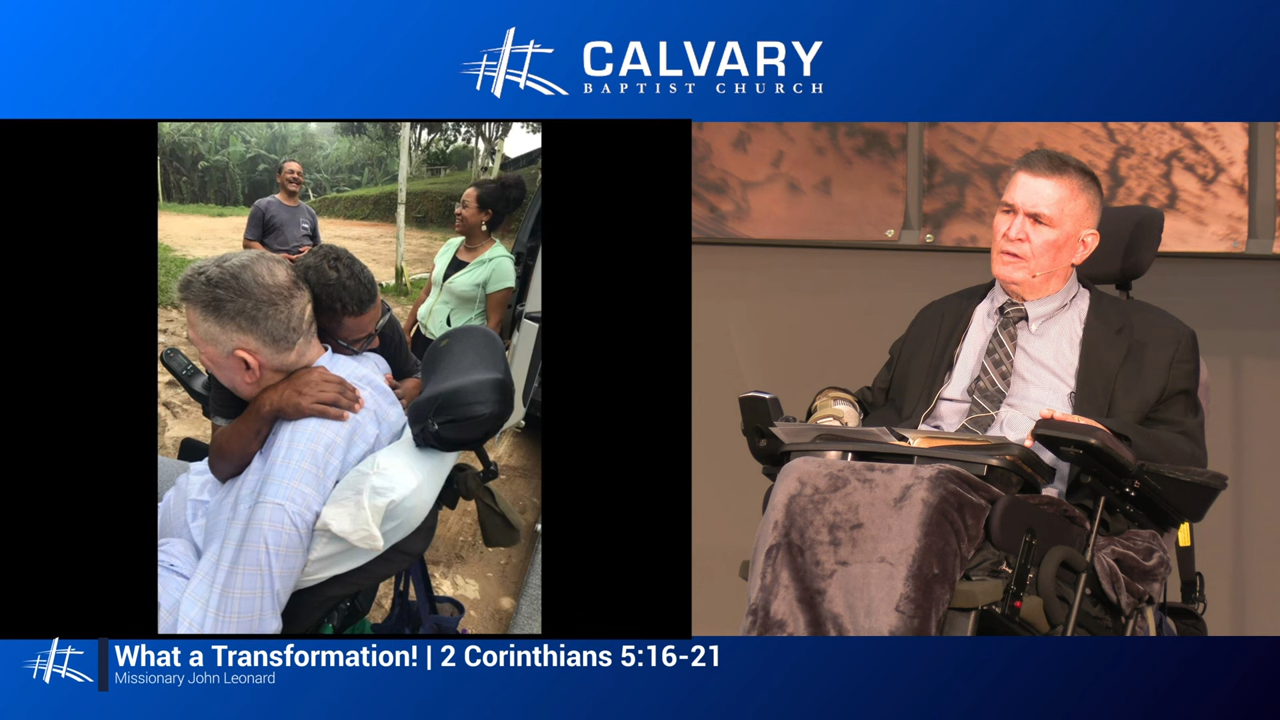 CALVARY
BAPTIST CHURCH
What a Transformation! | 2 Corinthians 5:16-21
Missionary John Leonard